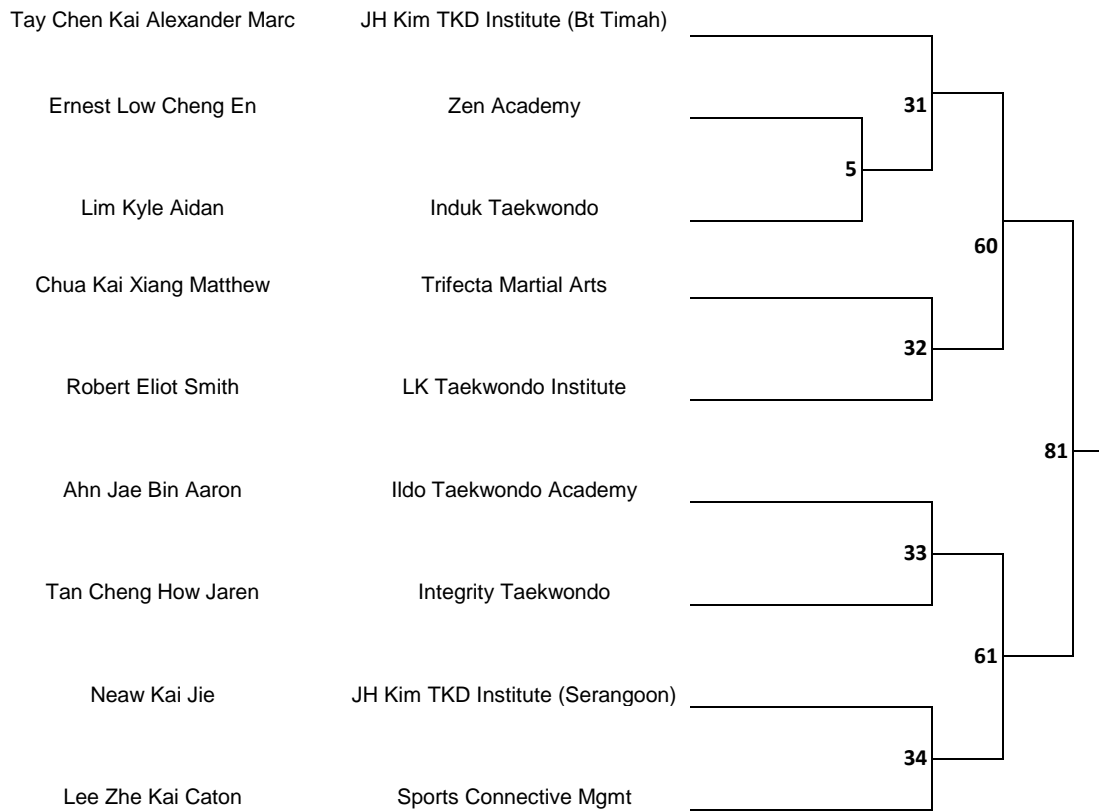 Tay Chen Kai Alexander Marc JH Kim TKD Institute (Bt Timah)
Ernest Low Cheng En Zen Academy 31
5
Lim Kyle Aidan Induk Taekwondo
60
Chua Kai Xiang Matthew Trifecta Martial Arts
32
Robert Eliot Smith LK Taekwondo Institute
81
Ahn Jae Bin Aaron Ildo Taekwondo Academy
33
Tan Cheng How Jaren Integrity Taekwondo
61
Neaw Kai Jie JH Kim TKD Institute (Serangoon)
34
Lee Zhe Kai Caton Sports Connective Mgmt